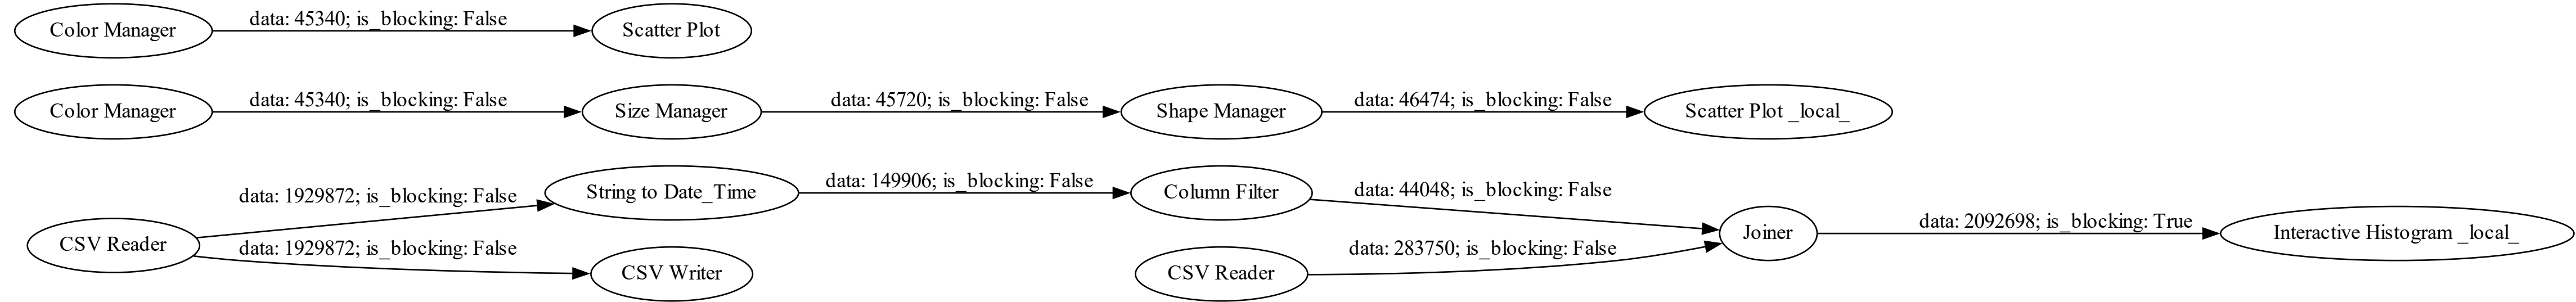 Color Manager
data: 45340; is_blocking: False
Scatter Plot
Color Manager
data: 45340; is_blocking: False
Size Manager
data: 45720; is_blocking: False
Shape Manager
data: 46474; is_blocking: False
Scatter Plot _local_
CSV Reader
data: 1929872; is_blocking: False
String to Date_Time
data: 149906; is_blocking: False
Column Filter
data: 44048; is_blocking: False
data: 1929872; is_blocking: False
CSV Writer
CSV Reader
data: 283750; is_blocking: False
Joiner
data: 2092698; is_blocking: True
Interactive Histogram _local_